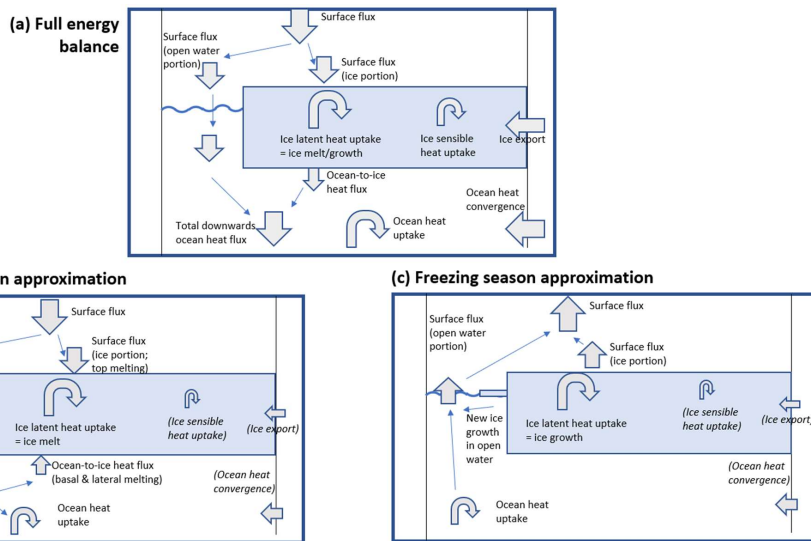 (a) Full energy
balance
Surface flux
Surface flux
(open water
portion)
Surface flux
(ice portion)
Ice latent heat uptake
= ice melt/growth
Ice sensible
heat uptake
Ice export
Ocean-to-ice
heat flux
Total downwards
ocean heat flux
Ocean heat
uptake
Ocean heat
convergence
n approximation
Surface flux
Surface flux
(ice portion;
top melting)
Ice latent heat uptake
= ice melt
(Ice sensible
heat uptake)
(Ice export)
Ocean-to-ice heat flux
(basal & lateral melting)
(Ocean heat
convergence)
Ocean heat
uptake
(c) Freezing season approximation
Surface flux
Surface flux
(open water
portion)
Surface flux
(ice portion)
New ice
growth
in open
water
Ice latent heat uptake
= ice growth
(Ice sensible
heat uptake)
(Ice export)
(Ocean heat
convergence)
Ocean heat
uptake